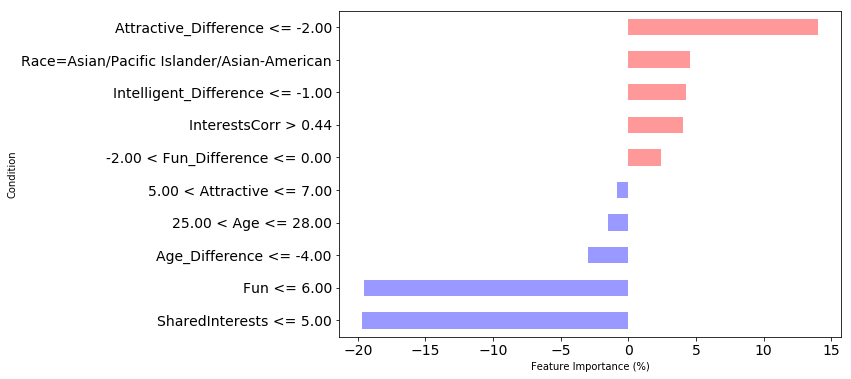 Attractive_Difference <= -2.00
Race=Asian/Pacific Islander/Asian-American
Intelligent_Difference <= -1.00
InterestsCorr > 0.44
-2.00 < Fun_Difference <= 0.00
5.00 < Attractive <= 7.00
25.00 < Age <= 28.00
Age_Difference <= -4.00
Fun <= 6.00
SharedInterests <= 5.00
Condition
−20 −15 −10 −5 0 5 10 15
Feature Importance (%)